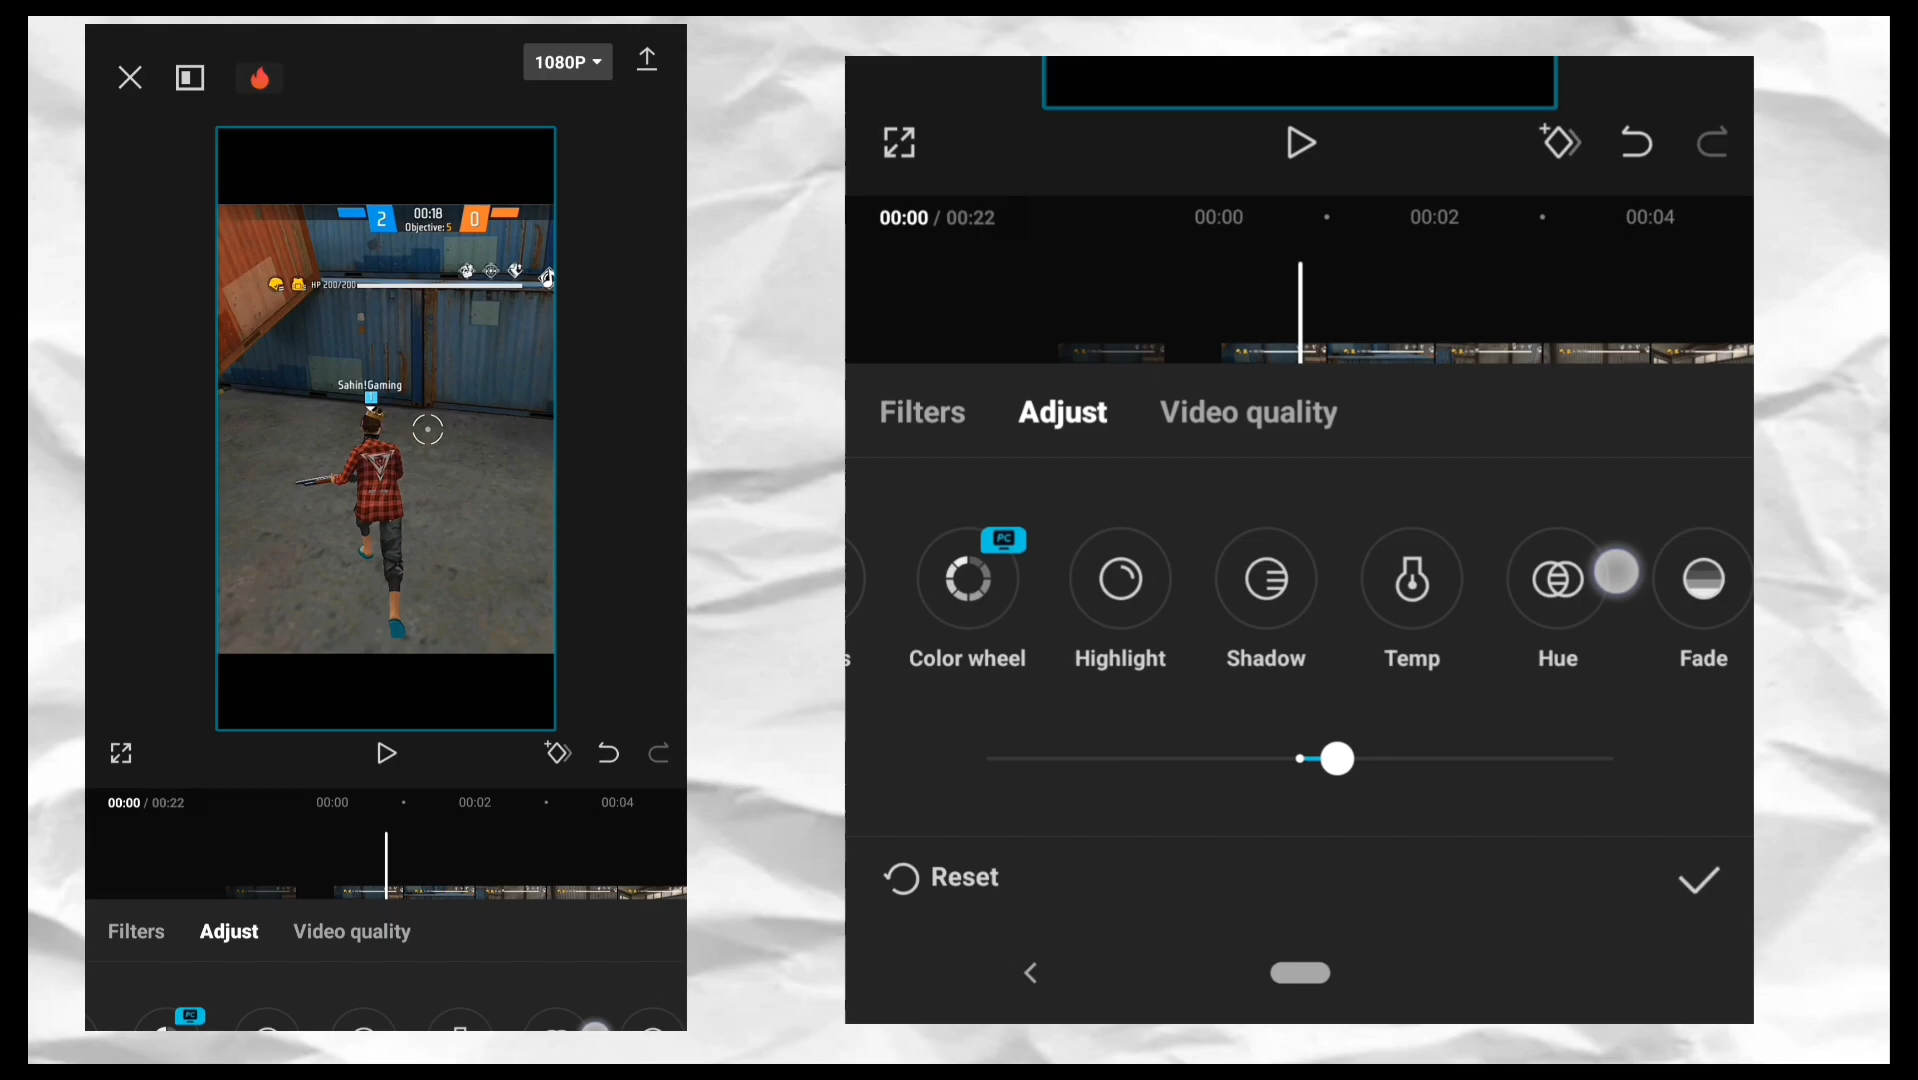 1080P
2
00:18
0
Objective: 5
HP 200/200
Sahin!Gaming
00:00 / 00:22
00:00
00:02
00:04
Filters
Adjust
Video quality
PC
00:00 / 00:22
00:00
00:02
00:04
Filters
Adjust
Video quality
PC
s
Color wheel
Highlight
Shadow
Temp
Hue
Fade
Reset